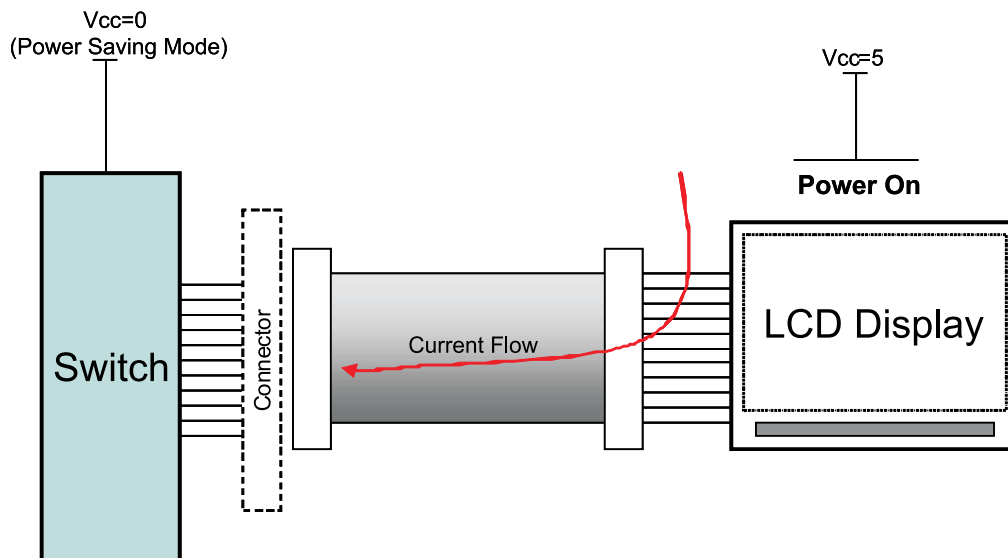 Vcc=0
(Power Saving Mode)
Vcc=5
Power On
Switch
Connector
Current Flow
LCD Display